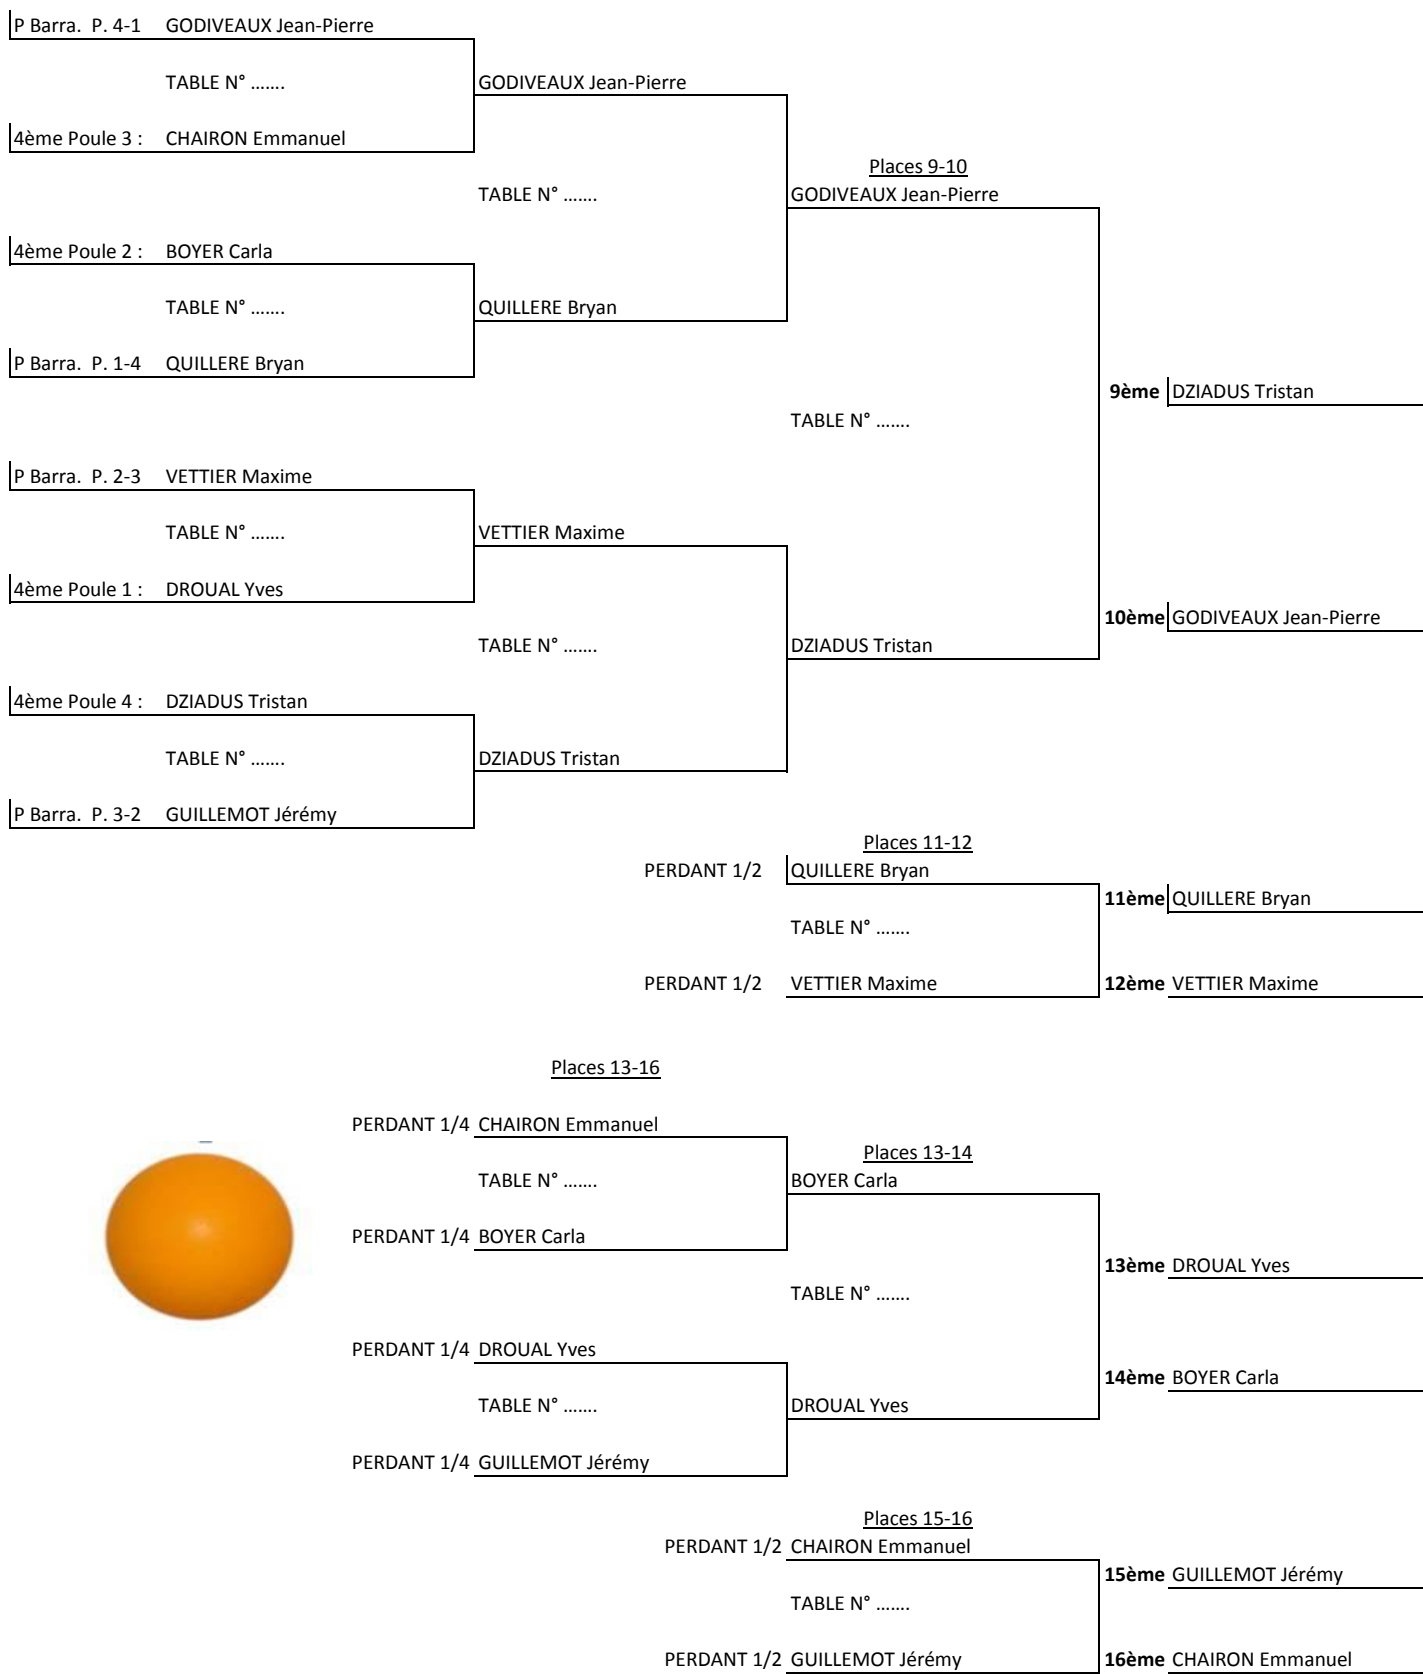 P Barra.  P. 4-1 GODIVEAUX Jean-Pierre
TABLE N° ....... GODIVEAUX Jean-Pierre
4ème Poule 3 : CHAIRON Emmanuel
Places 9-10
TABLE N° ....... GODIVEAUX Jean-Pierre
4ème Poule 2 : BOYER Carla
TABLE N° ....... QUILLERE Bryan
P Barra.  P. 1-4 QUILLERE Bryan
9ème DZIADUS Tristan
TABLE N° .......
P Barra.  P. 2-3 VETTIER Maxime
TABLE N° ....... VETTIER Maxime
4ème Poule 1 : DROUAL Yves
10ème GODIVEAUX Jean-Pierre
TABLE N° ....... DZIADUS Tristan
4ème Poule 4 : DZIADUS Tristan
TABLE N° ....... DZIADUS Tristan
P Barra.  P. 3-2 GUILLEMOT Jérémy
Places 11-12
PERDANT 1/2 QUILLERE Bryan
11ème QUILLERE Bryan
TABLE N° .......
PERDANT 1/2 VETTIER Maxime 12ème VETTIER Maxime
Places 13-16
PERDANT 1/4 CHAIRON Emmanuel
Places 13-14
TABLE N° ....... BOYER Carla
PERDANT 1/4 BOYER Carla
13ème DROUAL Yves
TABLE N° .......
PERDANT 1/4 DROUAL Yves
14ème BOYER Carla
TABLE N° ....... DROUAL Yves
PERDANT 1/4 GUILLEMOT Jérémy
Places 15-16
PERDANT 1/2 CHAIRON Emmanuel
15ème GUILLEMOT Jérémy
TABLE N° .......
PERDANT 1/2 GUILLEMOT Jérémy 16ème CHAIRON Emmanuel